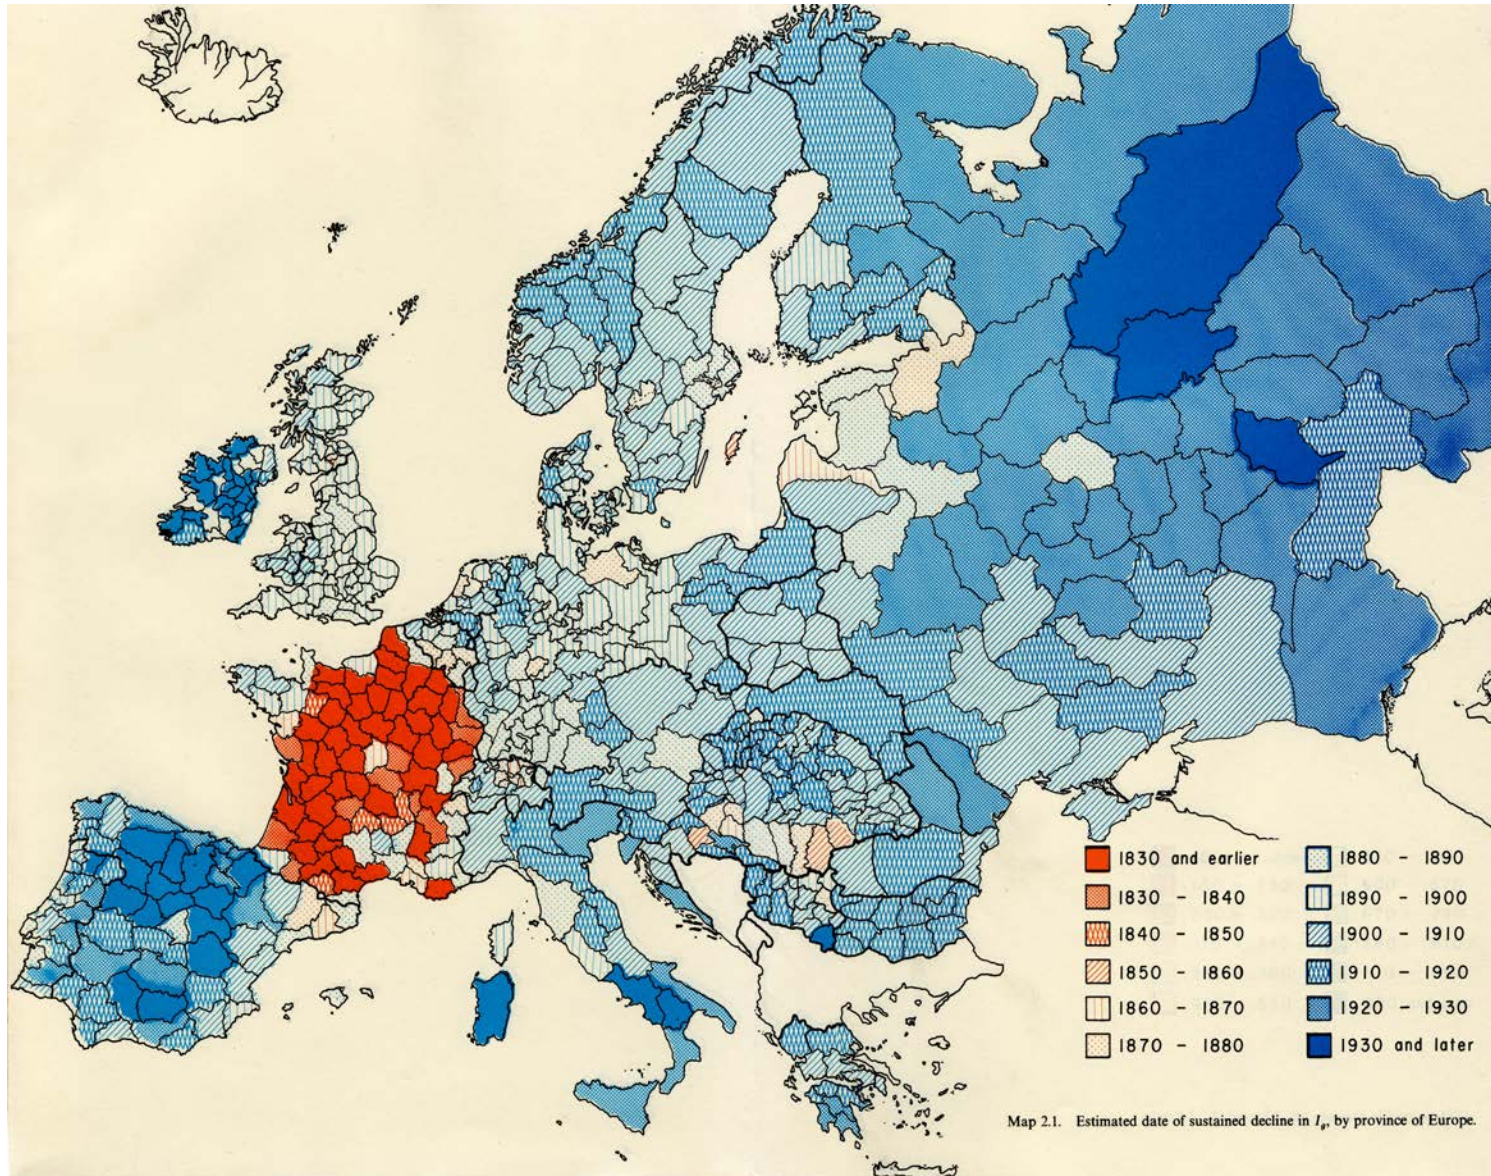 1830 and earlier
1830 - 1840
1840 - 1850
1850 - 1860
1860 - 1870
1870 - 1880
1880 - 1890
1890 - 1900
1900 - 1910
1910 - 1920
1920 - 1930
1930 and later
Map 2.1. Estimated date of sustained decline in Ig, by province of Europe.